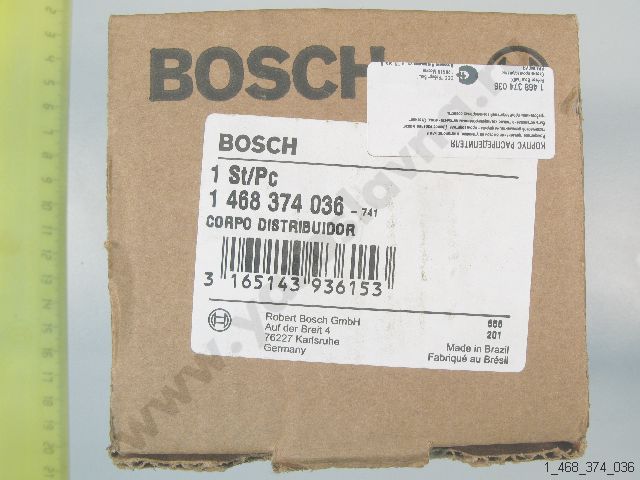 BOSCH
BOSCH
1 St/Pc
1 468 374 036 - 741
CORPO DISTRIBUIDOR
3 165143 936153
Robert Bosch GmbH
Auf der Breit 4
76227 Karlsruhe
Germany
686
201
Made in Brazil
Fabriqué au Brésil
1 468 374 036
КОРПУС РАСПРЕДЕЛИТЕЛЯ
1_468_374_036